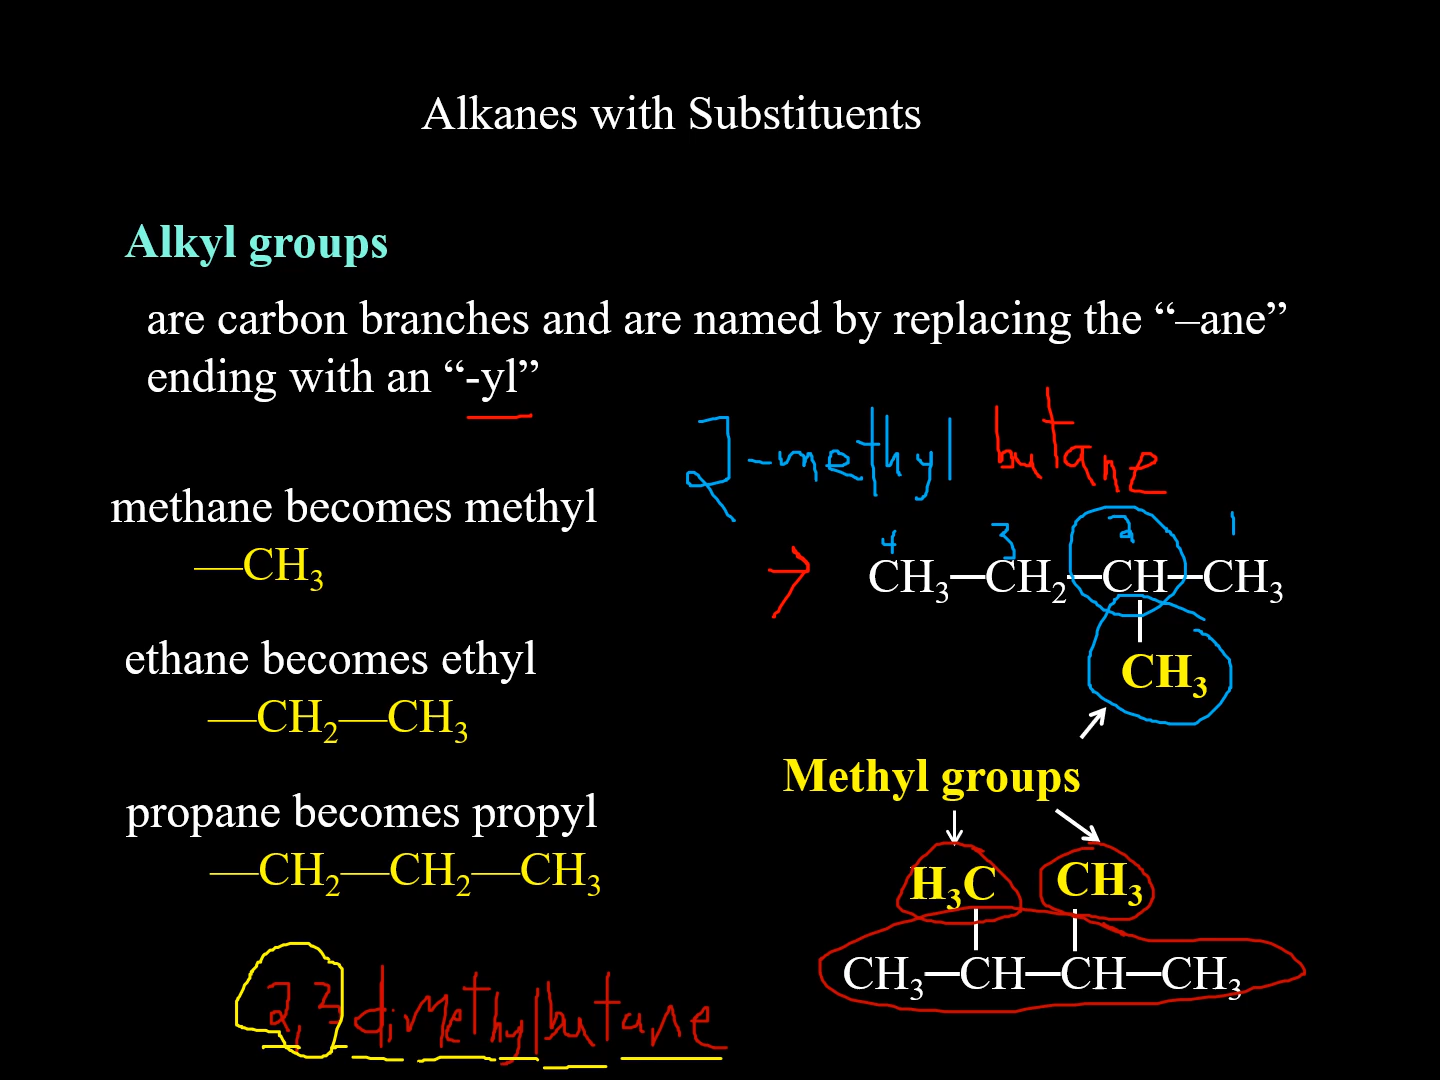 Alkanes with Substituents
Alkyl groups
are carbon branches and are named by replacing the “–ane”
ending with an “-yl”
2-methyl butane
methane becomes methyl
—CH₃
4 3 2 1
CH₃—CH₂—CH—CH₃
CH₃
ethane becomes ethyl
—CH₂—CH₃
Methyl groups
propane becomes propyl
—CH₂—CH₂—CH₃
H₃C CH₃
CH₃—CH—CH—CH₃
2,3 dimethylbutane